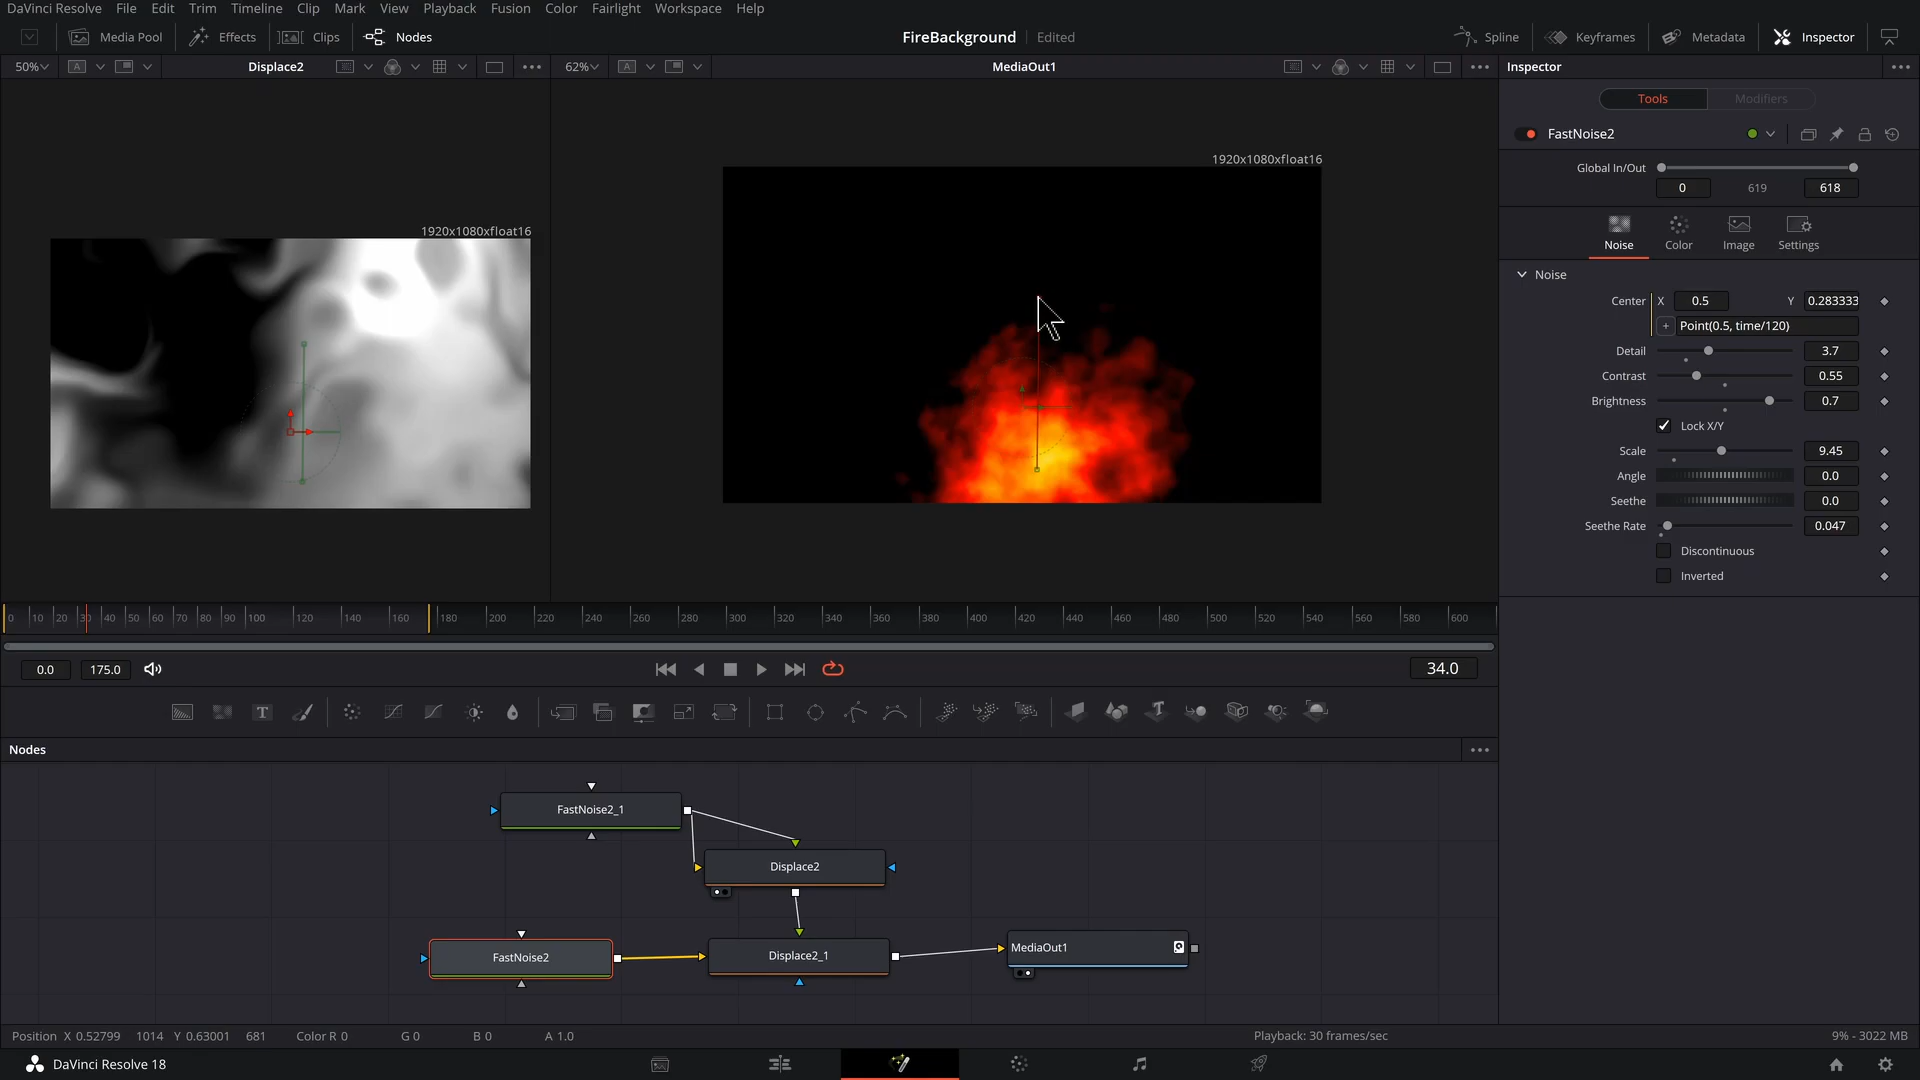 DaVinci Resolve File Edit Trim Timeline Clip Mark View Playback Fusion Color Fairlight Workspace Help
Media Pool Effects Clips Nodes FireBackground Edited Spline Keyframes Metadata Inspector
50% A Displace2 62% A MediaOut1 Inspector
Tools Modifiers
FastNoise2
1920x1080xfloat16
Global In/Out
0 619 618
1920x1080xfloat16
Noise Color Image Settings
Noise
Center X 0.5 Y 0.283333
Point(0.5, time/120)
Detail 3.7
Contrast 0.55
Brightness 0.7
Lock X/Y
Scale 9.45
Angle 0.0
Seethe 0.0
Seethe Rate 0.047
Discontinuous
Inverted
0 10 20 30 40 50 60 70 80 90 100 120 140 160 180 200 220 240 260 280 300 320 340 360 380 400 420 440 460 480 500 520 540 560 580 600
0.0 175.0 34.0
T
Nodes
FastNoise2_1
Displace2
FastNoise2
Displace2_1
MediaOut1
Position X 0.52799 1014 Y 0.63001 681 Color R 0 G 0 B 0 A 1.0 Playback: 30 frames/sec 9% - 3022 MB
DaVinci Resolve 18